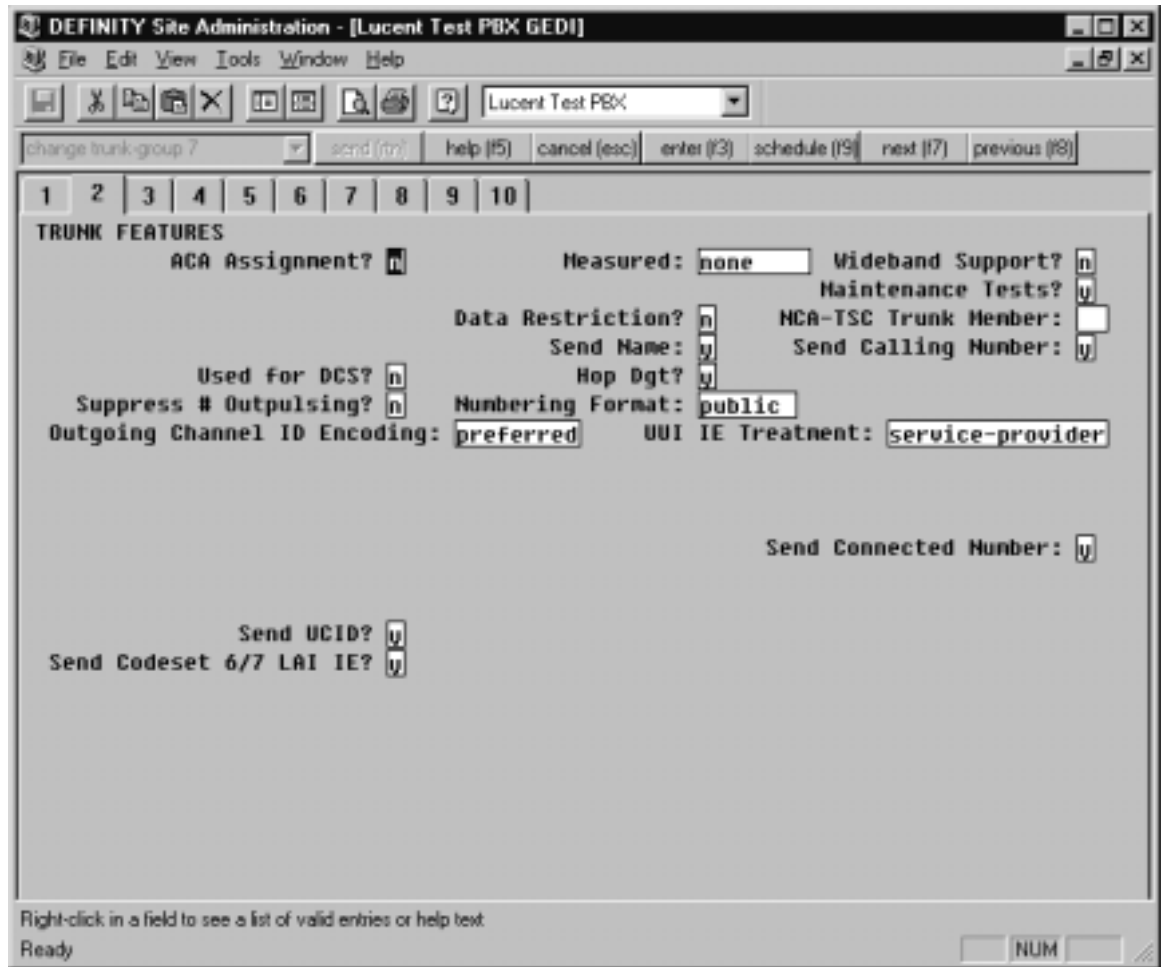 DEFINITY Site Administration - [Lucent Test PBX GEDI]
File Edit View Tools Window Help
Lucent Test PBX
change trunk-group 7 send (rtn) help (f5) cancel (esc) enter (f3) schedule (f9) next (f7) previous (f8)
1 2 3 4 5 6 7 8 9 10
TRUNK FEATURES
ACA Assignment? n Measured: none Wideband Support? n
Maintenance Tests? y
Data Restriction? n NCA-TSC Trunk Member:
Send Name: y Send Calling Number: y
Used for DCS? n Hop Dgt? y
Suppress # Outpulsing? n Numbering Format: public
Outgoing Channel ID Encoding: preferred UUI IE Treatment: service-provider
Send Connected Number: y
Send UCID? y
Send Codeset 6/7 LAI IE? y
Right-click in a field to see a list of valid entries or help text
Ready NUM